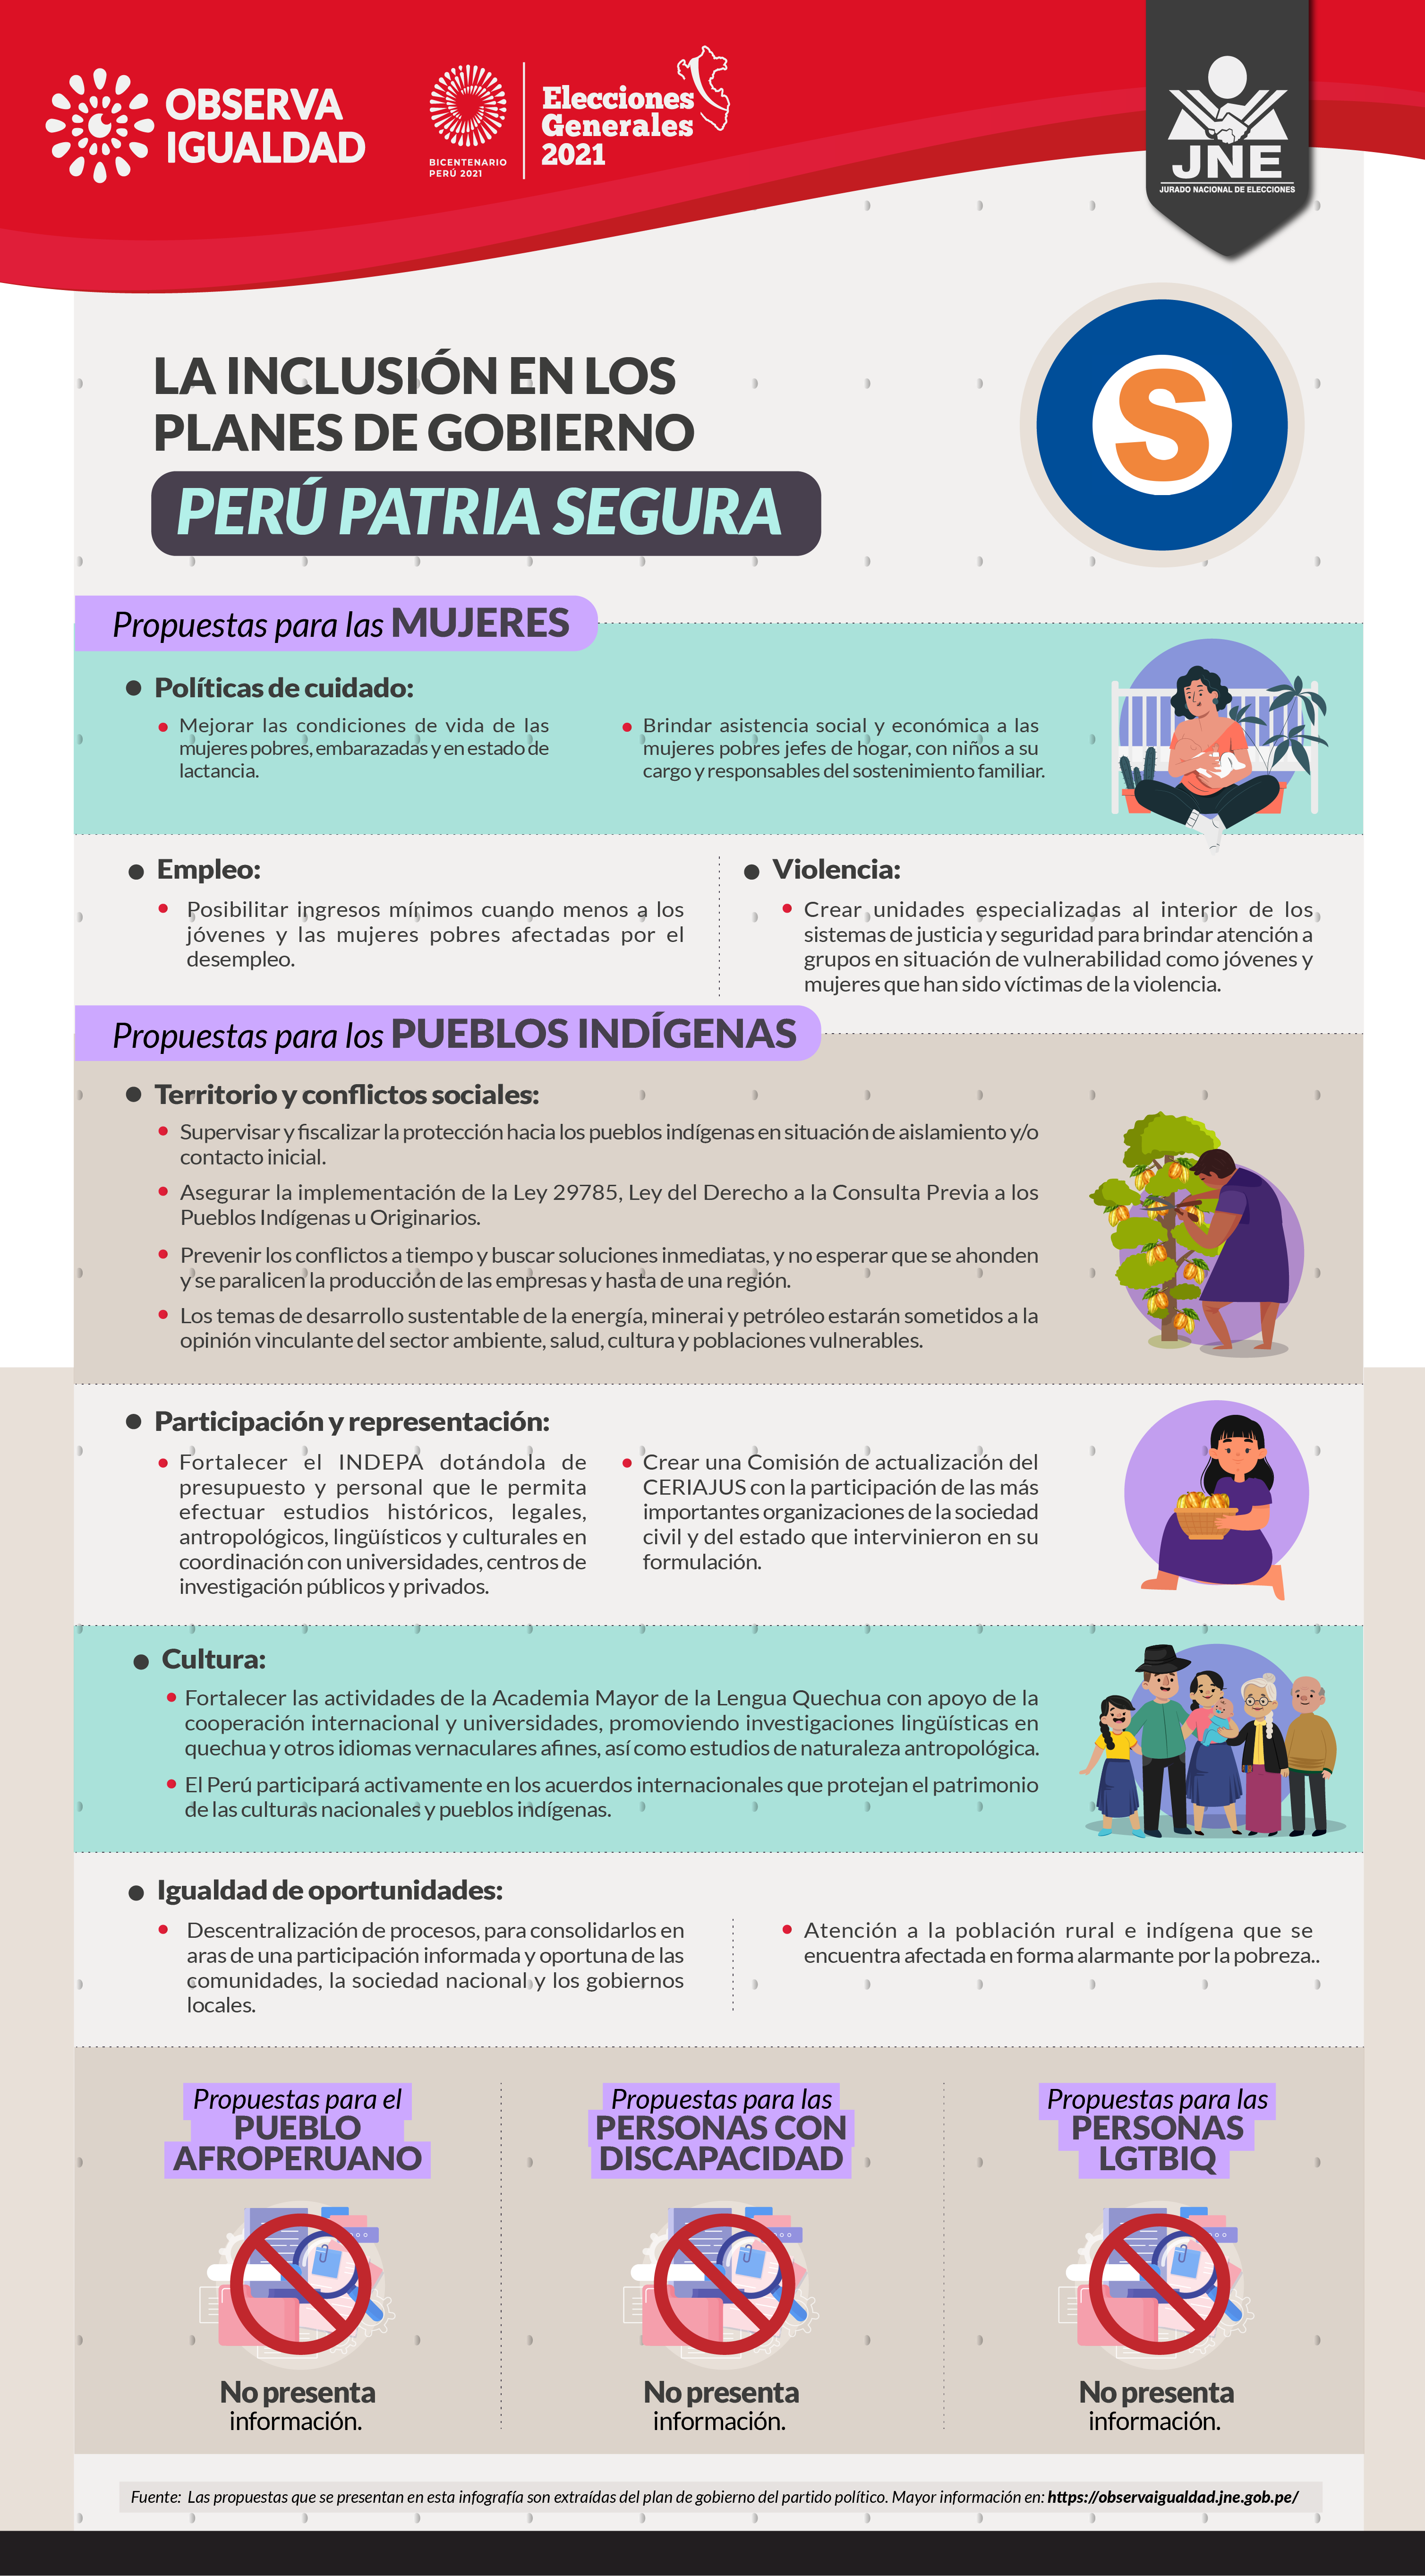 OBSERVA
IGUALDAD
BICENTENARIO
PERÚ 2021
Elecciones
Generales
2021
JNE
JURADO NACIONAL DE ELECCIONES
LA INCLUSIÓN EN LOS
PLANES DE GOBIERNO
PERÚ PATRIA SEGURA
S
Propuestas para las MUJERES
Políticas de cuidado:
Mejorar las condiciones de vida de las
mujeres pobres, embarazadas y en estado de
lactancia.
Brindar asistencia social y económica a las
mujeres pobres jefes de hogar, con niños a su
cargo y responsables del sostenimiento familiar.
Empleo:
Posibilitar ingresos mínimos cuando menos a los
jóvenes y las mujeres pobres afectadas por el
desempleo.
Violencia:
Crear unidades especializadas al interior de los
sistemas de justicia y seguridad para brindar atención a
grupos en situación de vulnerabilidad como jóvenes y
mujeres que han sido víctimas de la violencia.
Propuestas para los PUEBLOS INDÍGENAS
Territorio y conflictos sociales:
Supervisar y fiscalizar la protección hacia los pueblos indígenas en situación de aislamiento y/o
contacto inicial.
Asegurar la implementación de la Ley 29785, Ley del Derecho a la Consulta Previa a los
Pueblos Indígenas u Originarios.
Prevenir los conflictos a tiempo y buscar soluciones inmediatas, y no esperar que se ahonden
y se paralicen la producción de las empresas y hasta de una región.
Los temas de desarrollo sustentable de la energía, minerai y petróleo estarán sometidos a la
opinión vinculante del sector ambiente, salud, cultura y poblaciones vulnerables.
Participación y representación:
Fortalecer el INDEPA dotándola de
presupuesto y personal que le permita
efectuar estudios históricos, legales,
antropológicos, lingüísticos y culturales en
coordinación con universidades, centros de
investigación públicos y privados.
Crear una Comisión de actualización del
CERIAJUS con la participación de las más
importantes organizaciones de la sociedad
civil y del estado que intervinieron en su
formulación.
Cultura:
Fortalecer las actividades de la Academia Mayor de la Lengua Quechua con apoyo de la
cooperación internacional y universidades, promoviendo investigaciones lingüísticas en
quechua y otros idiomas vernaculares afines, así como estudios de naturaleza antropológica.
El Perú participará activamente en los acuerdos internacionales que protejan el patrimonio
de las culturas nacionales y pueblos indígenas.
Igualdad de oportunidades:
Descentralización de procesos, para consolidarlos en
aras de una participación informada y oportuna de las
comunidades, la sociedad nacional y los gobiernos
locales.
Atención a la población rural e indígena que se
encuentra afectada en forma alarmante por la pobreza..
Propuestas para el
PUEBLO
AFROPERUANO
No presenta
información.
Propuestas para las
PERSONAS CON
DISCAPACIDAD
No presenta
información.
Propuestas para las
PERSONAS
LGTBIQ
No presenta
información.
Fuente: Las propuestas que se presentan en esta infografía son extraídas del plan de gobierno del partido político. Mayor información en: https://observaigualdad.jne.gob.pe/